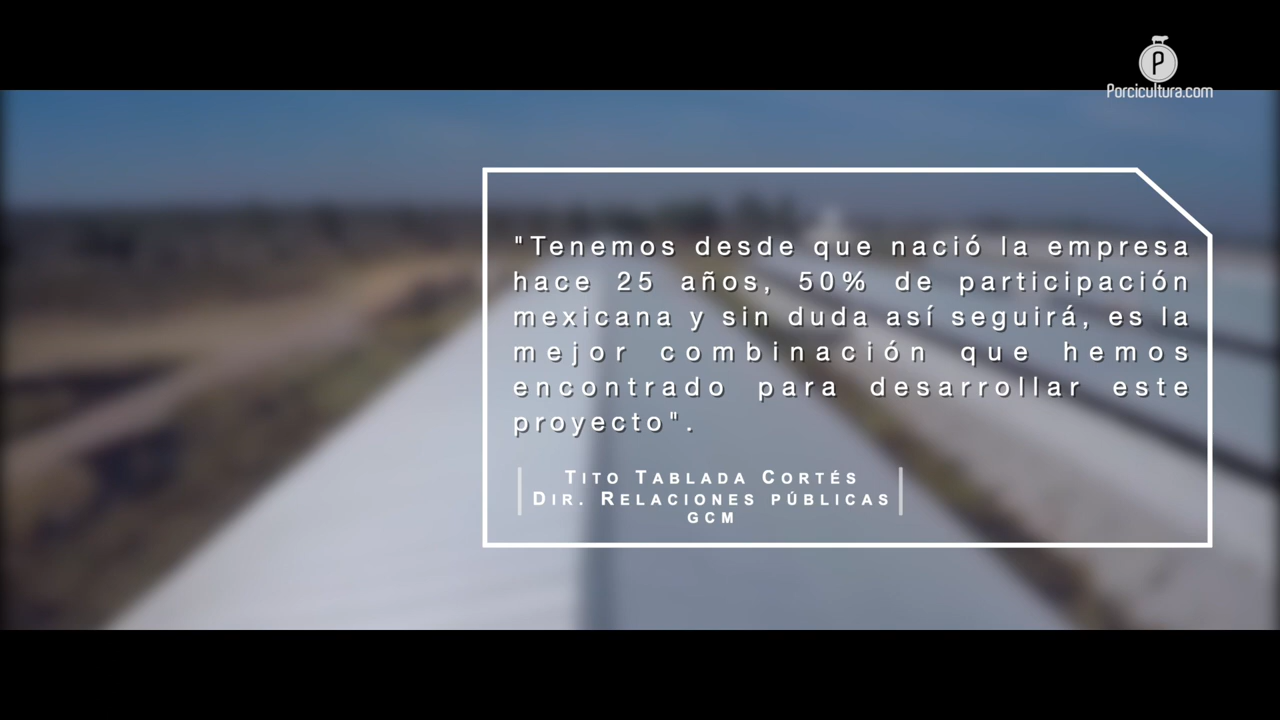 P
Porcicultura.com
"Tenemos desde que nació la empresa
hace 25 años, 50% de participación
mexicana y sin duda así seguirá, es la
mejor combinación que hemos
encontrado para desarrollar este
proyecto".
Tito Tablada Cortés
Dir. Relaciones públicas
GCM